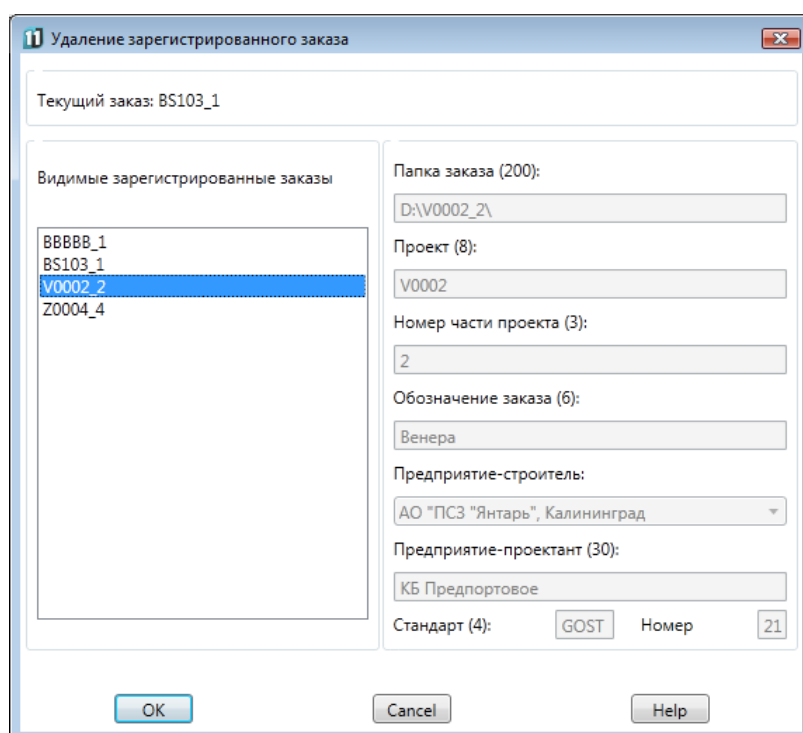 Удаление зарегистрированного заказа
Текущий заказ: BS103_1
Видимые зарегистрированные заказы
BBBBB_1
BS103_1
V0002_2
Z0004_4
Папка заказа (200):
D:\V0002_2\
Проект (8):
V0002
Номер части проекта (3):
2
Обозначение заказа (6):
Венера
Предприятие-строитель:
АО "ПСЗ "Янтарь", Калининград
Предприятие-проектант (30):
КБ Предпортовое
Стандарт (4): GOST Номер 21
OK Cancel Help